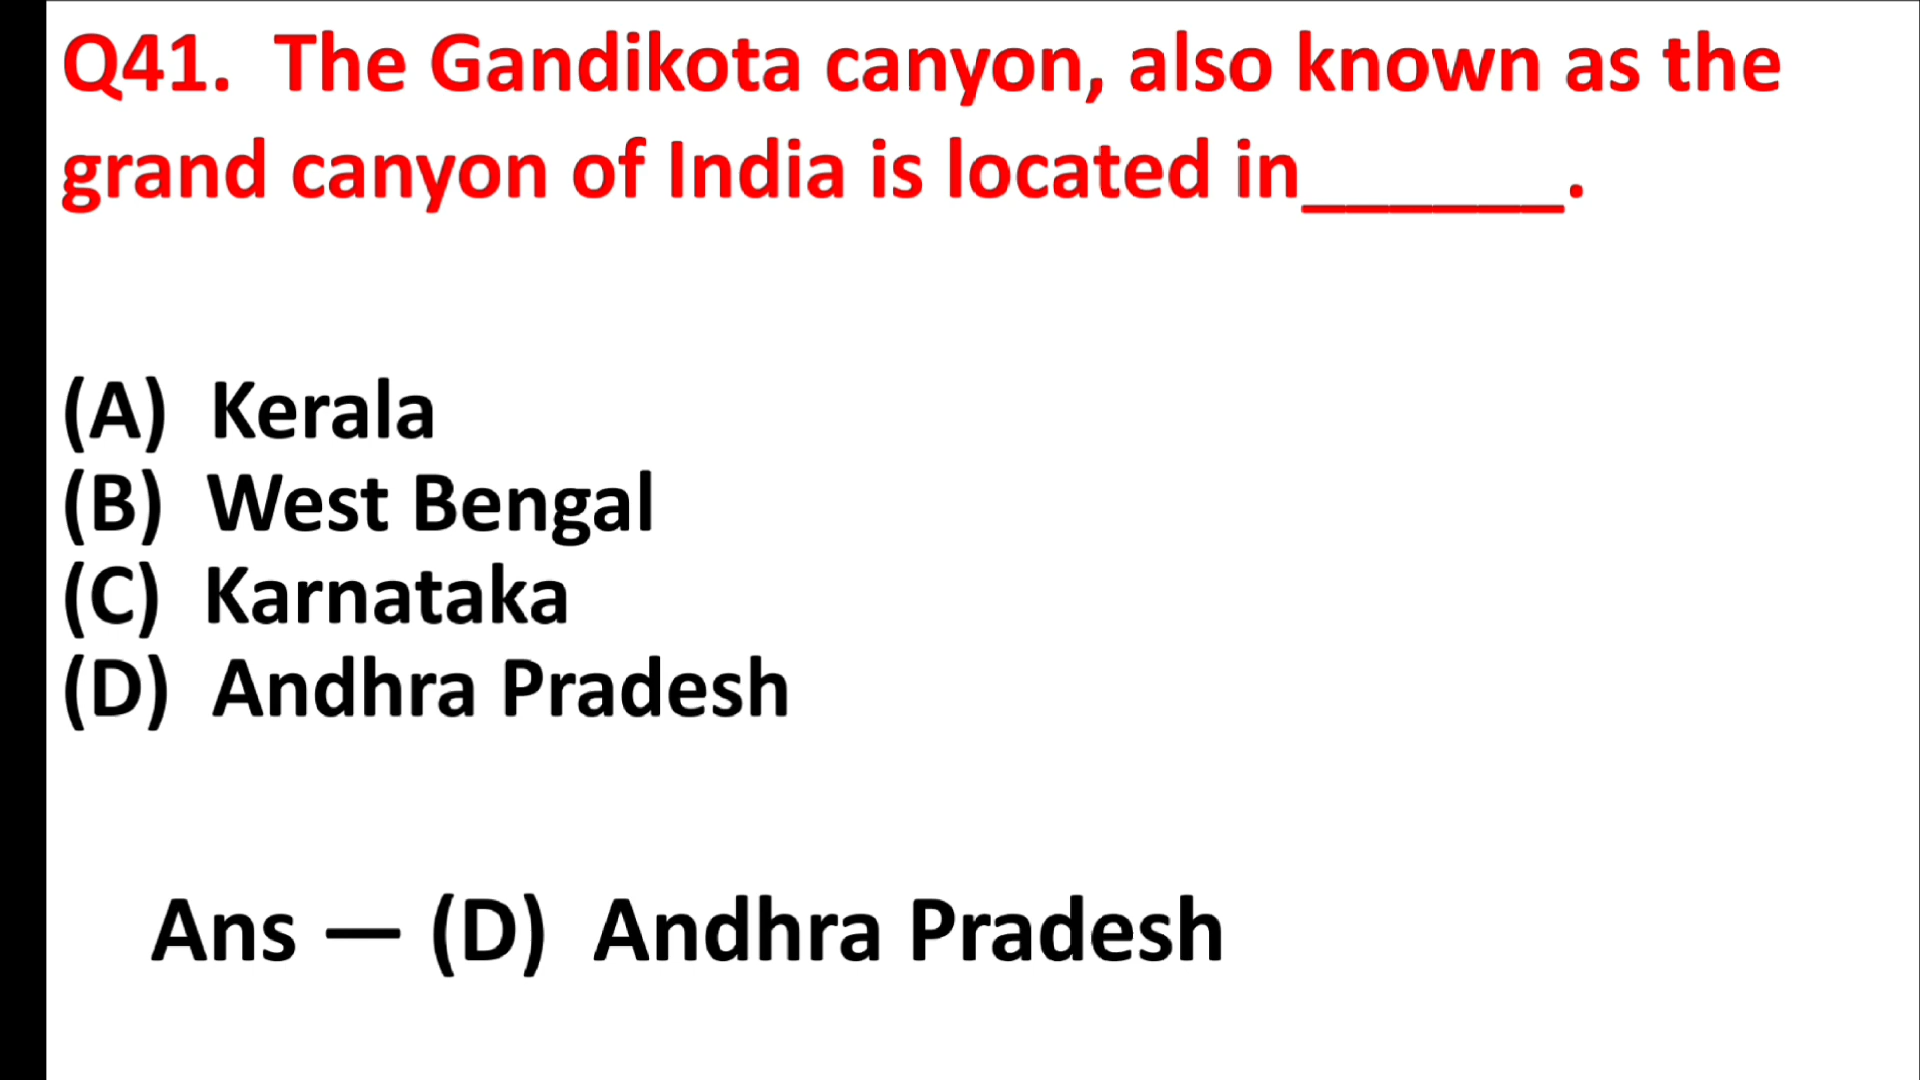 Q41.  The Gandikota canyon, also known as the
grand canyon of India is located in______.
(A)  Kerala
(B)  West Bengal
(C)  Karnataka
(D)  Andhra Pradesh
Ans — (D)  Andhra Pradesh